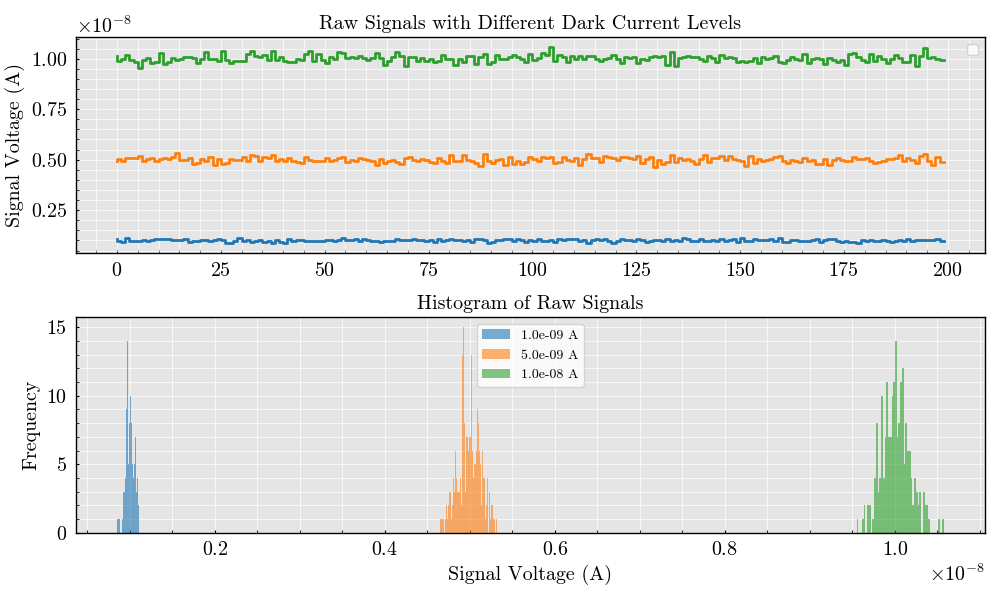 Raw Signals with Different Dark Current Levels
×10⁻⁸
Signal Voltage (A)
1.00
0.75
0.50
0.25
0 25 50 75 100 125 150 175 200
Histogram of Raw Signals
Frequency
15
10
5
0
1.0e-09 A
5.0e-09 A
1.0e-08 A
0.2 0.4 0.6 0.8 1.0
Signal Voltage (A)
×10⁻⁸